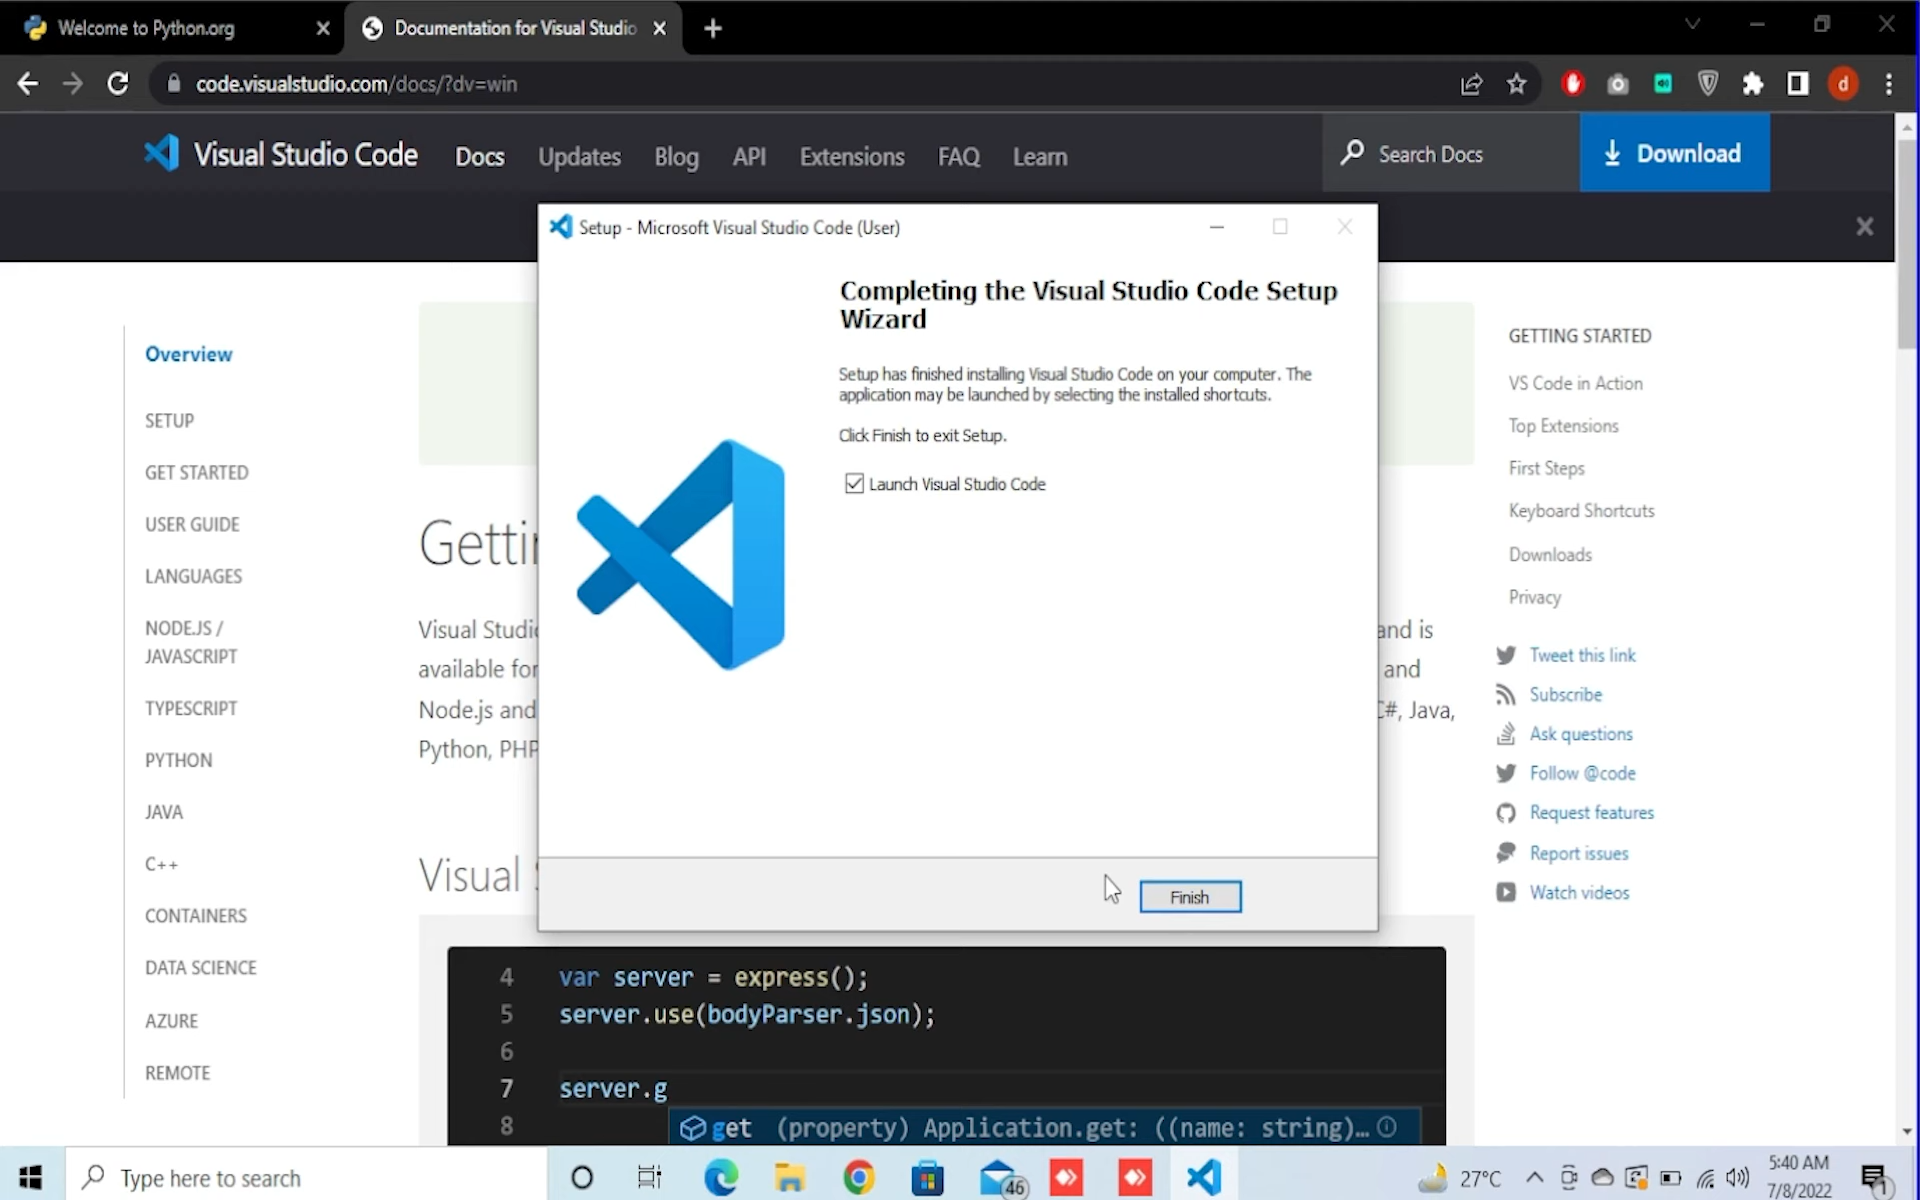 Welcome to Python.org
Documentation for Visual Studio
code.visualstudio.com/docs/?dv=win
d
Visual Studio Code
Docs
Updates
Blog
API
Extensions
FAQ
Learn
Search Docs
Download
Setup - Microsoft Visual Studio Code (User)
Completing the Visual Studio Code Setup
Wizard
Setup has finished installing Visual Studio Code on your computer. The
application may be launched by selecting the installed shortcuts.
Click Finish to exit Setup.
Launch Visual Studio Code
Finish
Overview
SETUP
GET STARTED
USER GUIDE
LANGUAGES
NODE.JS /
JAVASCRIPT
TYPESCRIPT
PYTHON
JAVA
C++
CONTAINERS
DATA SCIENCE
AZURE
REMOTE
Visual
available for
Node.js and
Python, PHP
and is
and
C#, Java,
Visual
4 var server = express();
5 server.use(bodyParser.json);
6
7 server.g
8 get (property) Application.get: ((name: string)…
GETTING STARTED
VS Code in Action
Top Extensions
First Steps
Keyboard Shortcuts
Downloads
Privacy
Tweet this link
Subscribe
Ask questions
Follow @code
Request features
Report issues
Watch videos
Type here to search
46
27°C
5:40 AM
7/8/2022
1